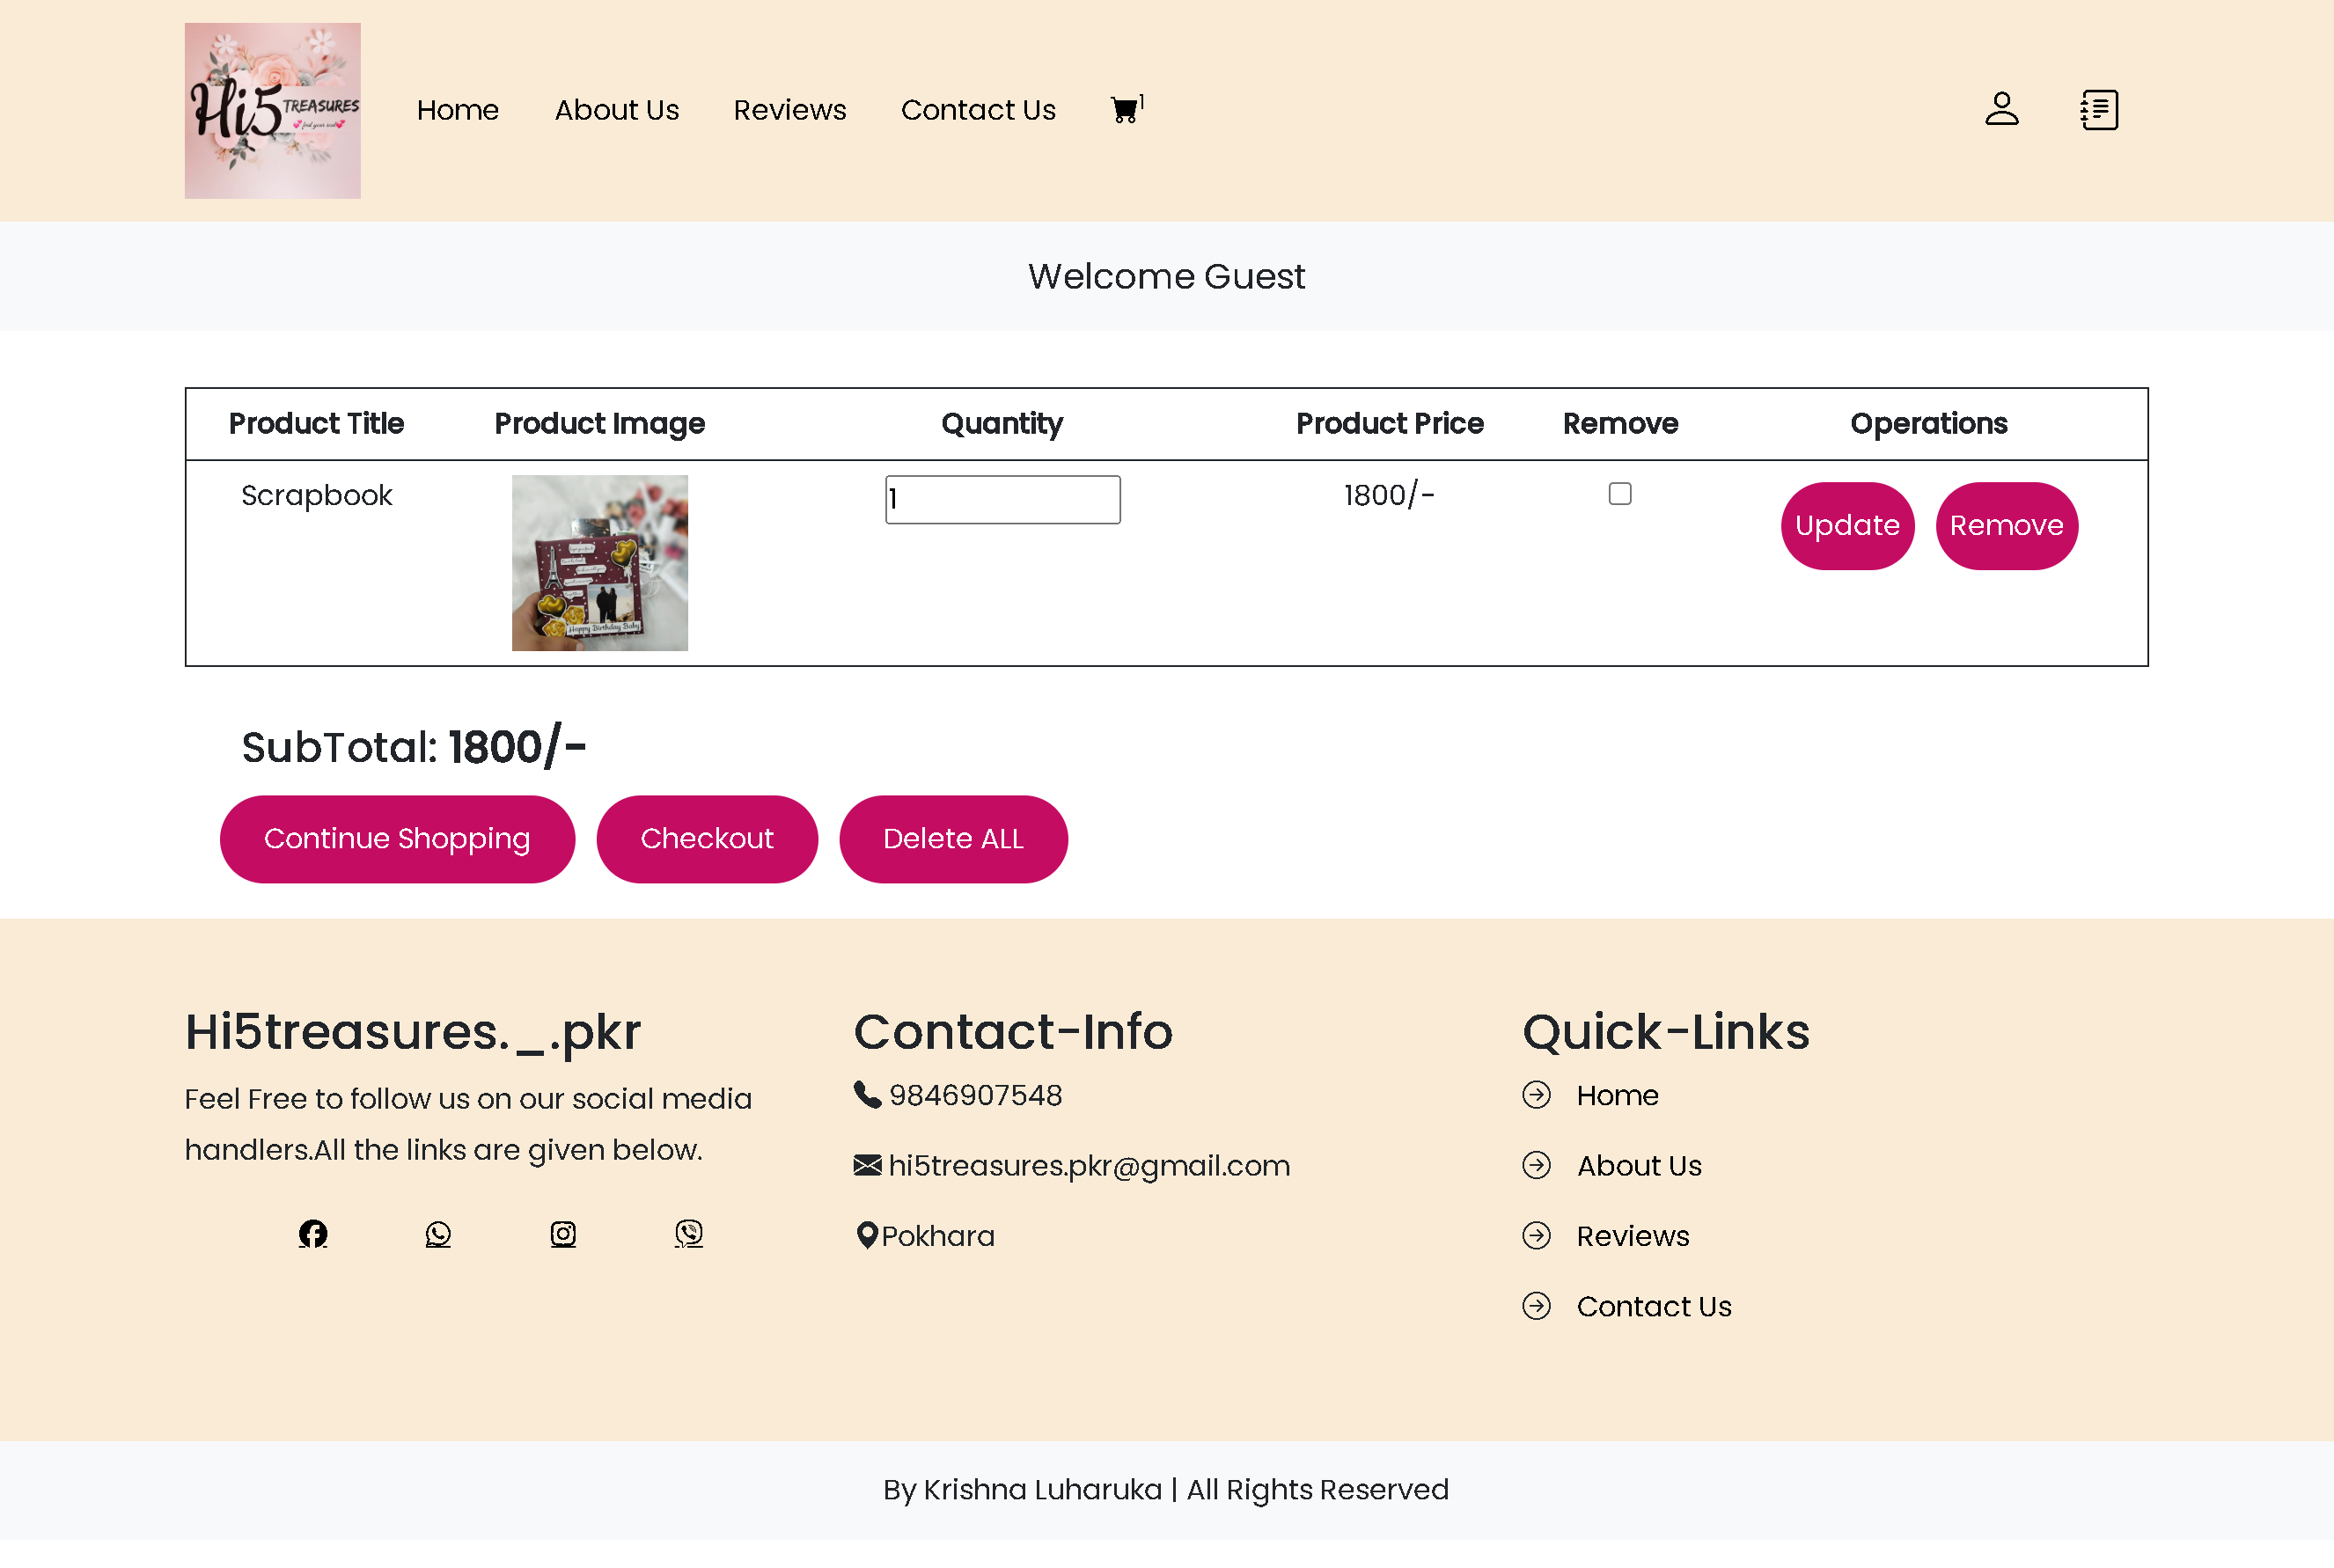 Hi5 TREASURES
Home About Us Reviews Contact Us 1
Welcome Guest
Product Title Product Image Quantity Product Price Remove Operations
Scrapbook 1 1800/- Update Remove
Happy Birthday Baby
SubTotal: 1800/-
Continue Shopping Checkout Delete ALL
Hi5treasures._.pkr Contact-Info Quick-Links
Feel Free to follow us on our social media
handlers.All the links are given below.
9846907548
hi5treasures.pkr@gmail.com
Pokhara
Home
About Us
Reviews
Contact Us
By Krishna Luharuka | All Rights Reserved